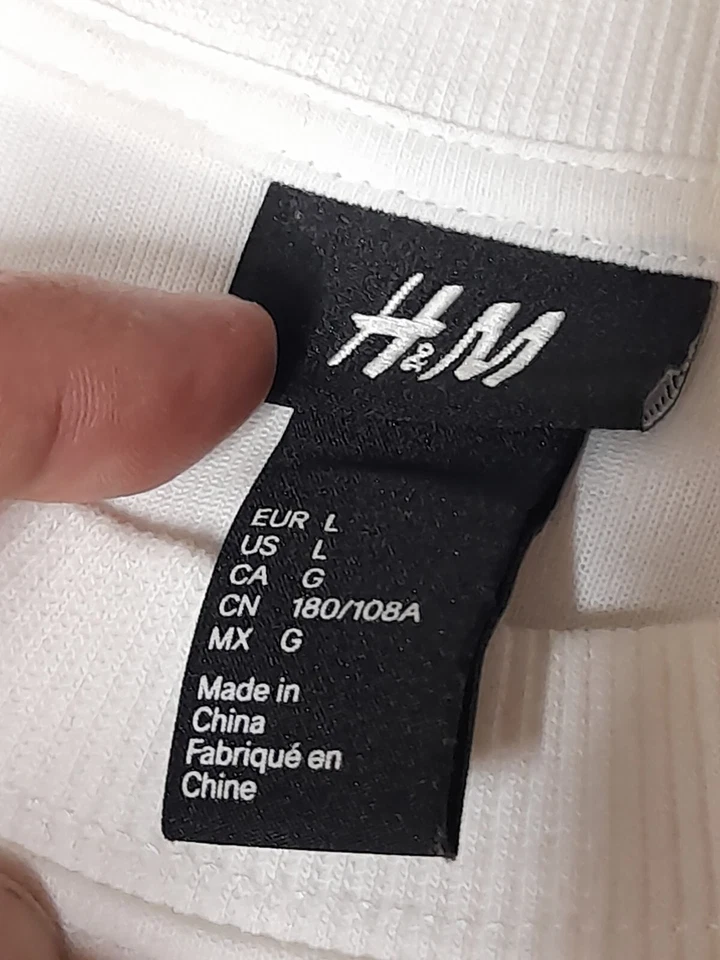 H&M
EUR L
US L
CA G
CN 180/108A
MX G
Made in
China
Fabriqué en
Chine